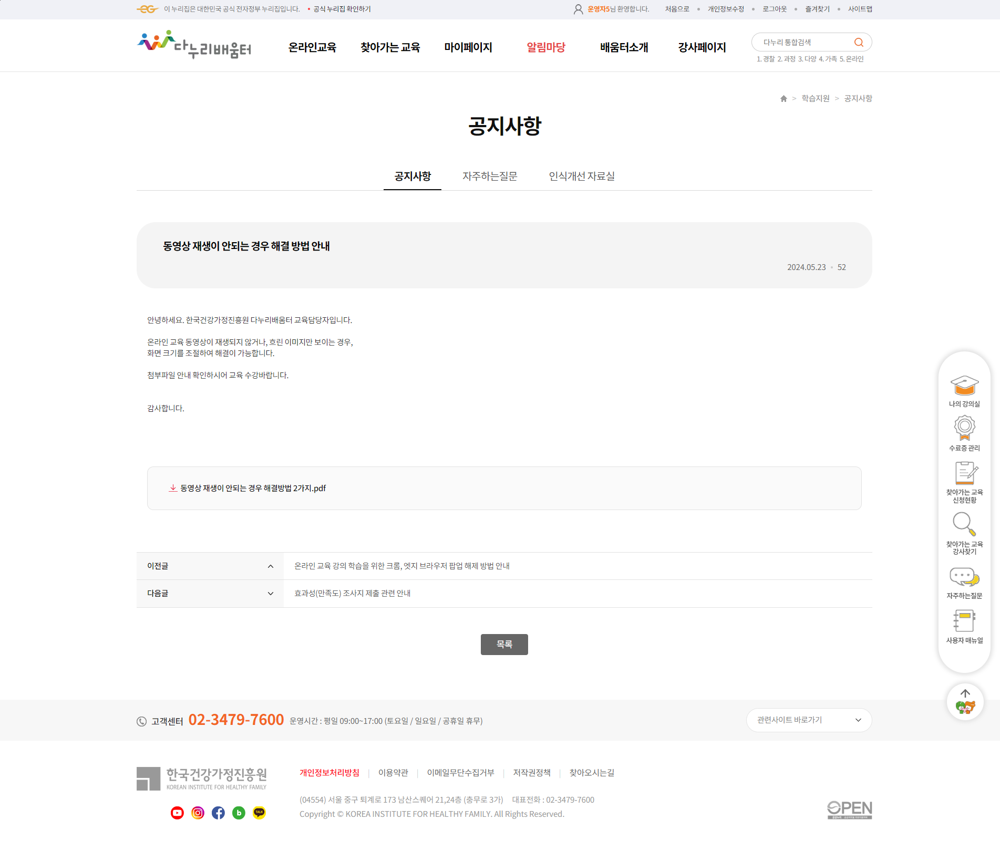 이 누리집은 대한민국 공식 전자정부 누리집입니다. • 공식 누리집 확인하기
운영자5님 환영합니다. 처음으로 • 개인정보수정 • 로그아웃 • 즐겨찾기 • 사이트맵
다누리배움터
온라인교육 찾아가는 교육 마이페이지 알림마당 배움터소개 강사페이지
다누리 통합검색
1. 경찰 2. 과정 3. 다양 4. 가족 5. 온라인
> 학습지원 > 공지사항
공지사항
공지사항 자주하는질문 인식개선 자료실
동영상 재생이 안되는 경우 해결 방법 안내
2024.05.23 • 52
안녕하세요. 한국건강가정진흥원 다누리배움터 교육담당자입니다.
온라인 교육 동영상이 재생되지 않거나, 흐린 이미지만 보이는 경우,
화면 크기를 조절하여 해결이 가능합니다.
첨부파일 안내 확인하시어 교육 수강바랍니다.
감사합니다.
동영상 재생이 안되는 경우 해결방법 2가지.pdf
이전글 온라인 교육 강의 학습을 위한 크롬, 엣지 브라우저 팝업 해제 방법 안내
다음글 효과성(만족도) 조사지 제출 관련 안내
목록
나의 강의실
수료증 관리
찾아가는 교육
신청현황
찾아가는 교육
강사찾기
자주하는질문
사용자 매뉴얼
고객센터 02-3479-7600 운영시간 : 평일 09:00~17:00 (토요일 / 일요일 / 공휴일 휴무)
관련사이트 바로가기
한국건강가정진흥원
KOREAN INSTITUTE FOR HEALTHY FAMILY
개인정보처리방침 | 이용약관 | 이메일무단수집거부 | 저작권정책 | 찾아오시는길
(04554) 서울 중구 퇴계로 173 남산스퀘어 21,24층 (충무로 3가) 대표전화 : 02-3479-7600
Copyright © KOREA INSTITUTE FOR HEALTHY FAMILY. All Rights Reserved.
b
TALK
OPEN